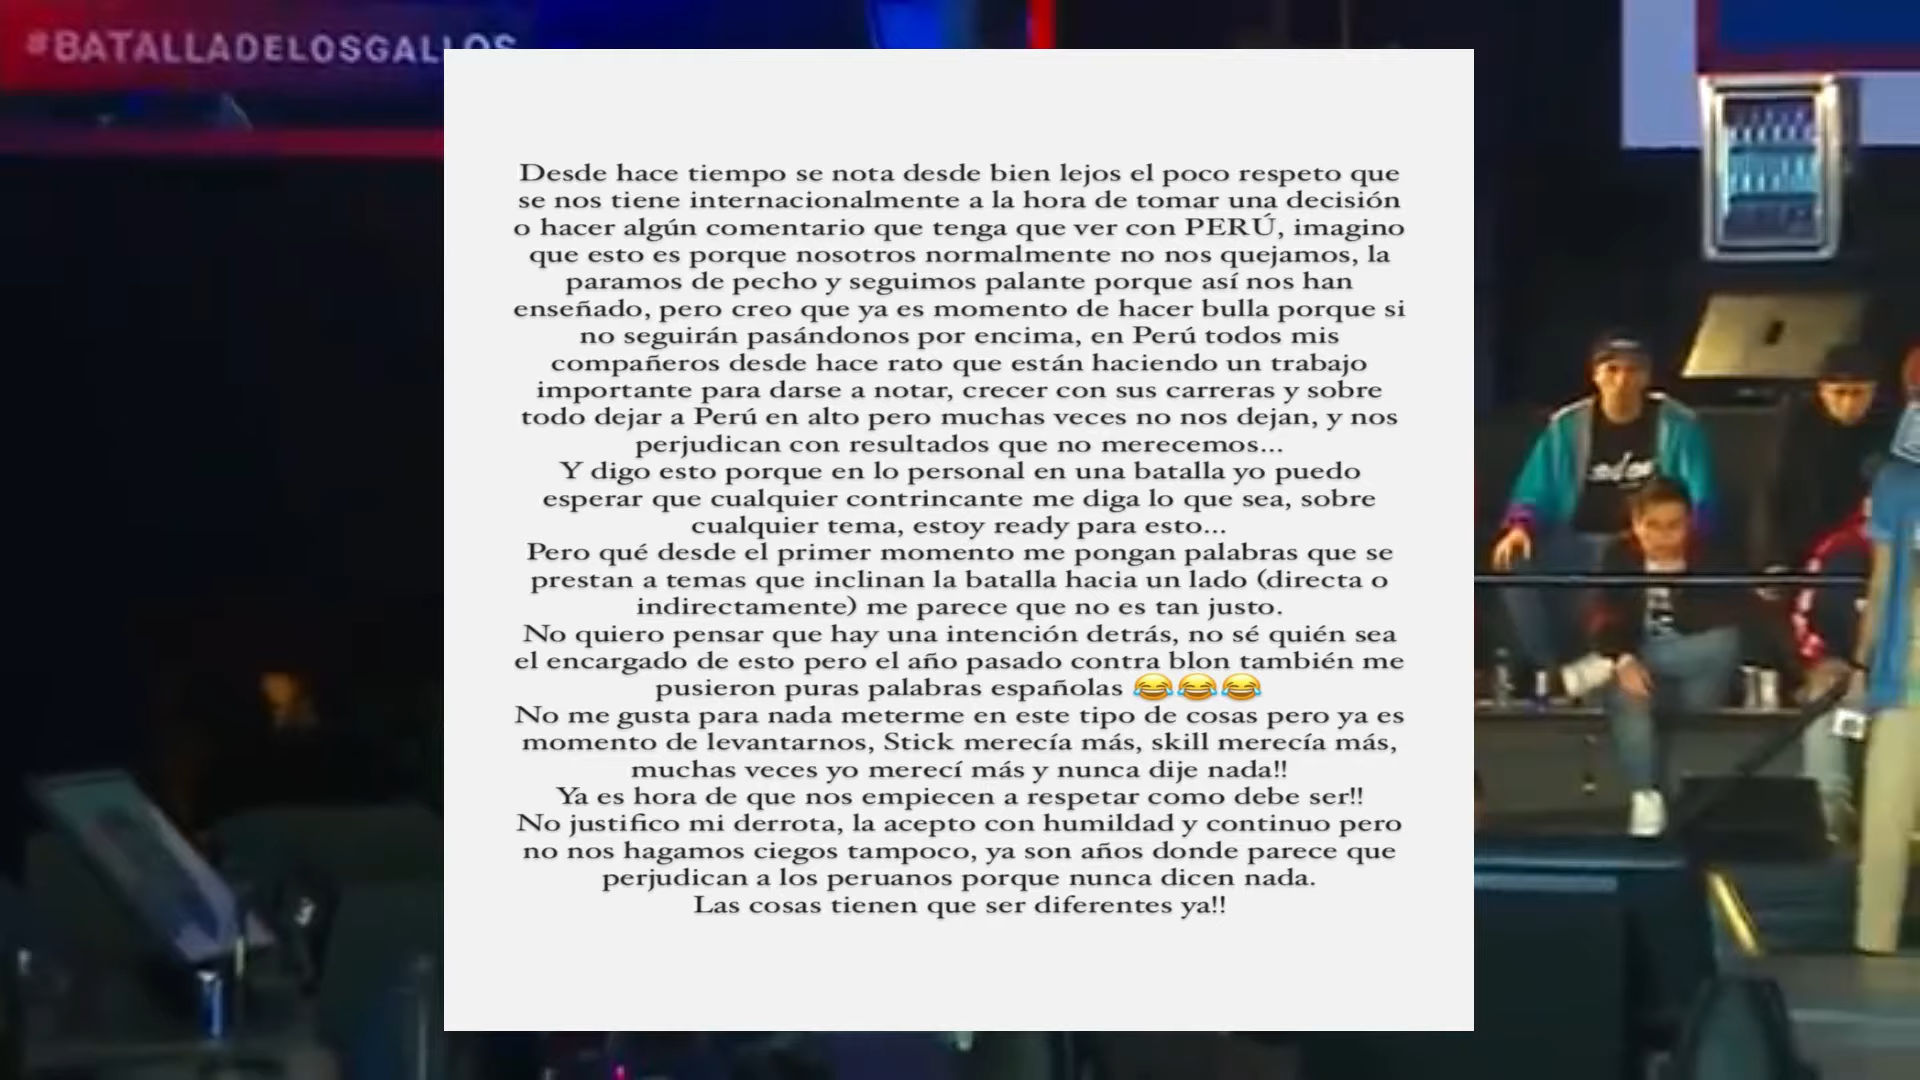 #BATALLADELOSGALLOS
Desde hace tiempo se nota desde bien lejos el poco respeto que
se nos tiene internacionalmente a la hora de tomar una decisión
o hacer algún comentario que tenga que ver con PERÚ, imagino
que esto es porque nosotros normalmente no nos quejamos, la
paramos de pecho y seguimos palante porque así nos han
enseñado, pero creo que ya es momento de hacer bulla porque si
no seguirán pasándonos por encima, en Perú todos mis
compañeros desde hace rato que están haciendo un trabajo
importante para darse a notar, crecer con sus carreras y sobre
todo dejar a Perú en alto pero muchas veces no nos dejan, y nos
perjudican con resultados que no merecemos...
Y digo esto porque en lo personal en una batalla yo puedo
esperar que cualquier contrincante me diga lo que sea, sobre
cualquier tema, estoy ready para esto...
Pero qué desde el primer momento me pongan palabras que se
prestan a temas que inclinan la batalla hacia un lado (directa o
indirectamente) me parece que no es tan justo.
No quiero pensar que hay una intención detrás, no sé quién sea
el encargado de esto pero el año pasado contra blon también me
pusieron puras palabras españolas 😂😂😂
No me gusta para nada meterme en este tipo de cosas pero ya es
momento de levantarnos, Stick merecía más, skill merecía más,
muchas veces yo merecí más y nunca dije nada!!
Ya es hora de que nos empiecen a respetar como debe ser!!
No justifico mi derrota, la acepto con humildad y continuo pero
no nos hagamos ciegos tampoco, ya son años donde parece que
perjudican a los peruanos porque nunca dicen nada.
Las cosas tienen que ser diferentes ya!!